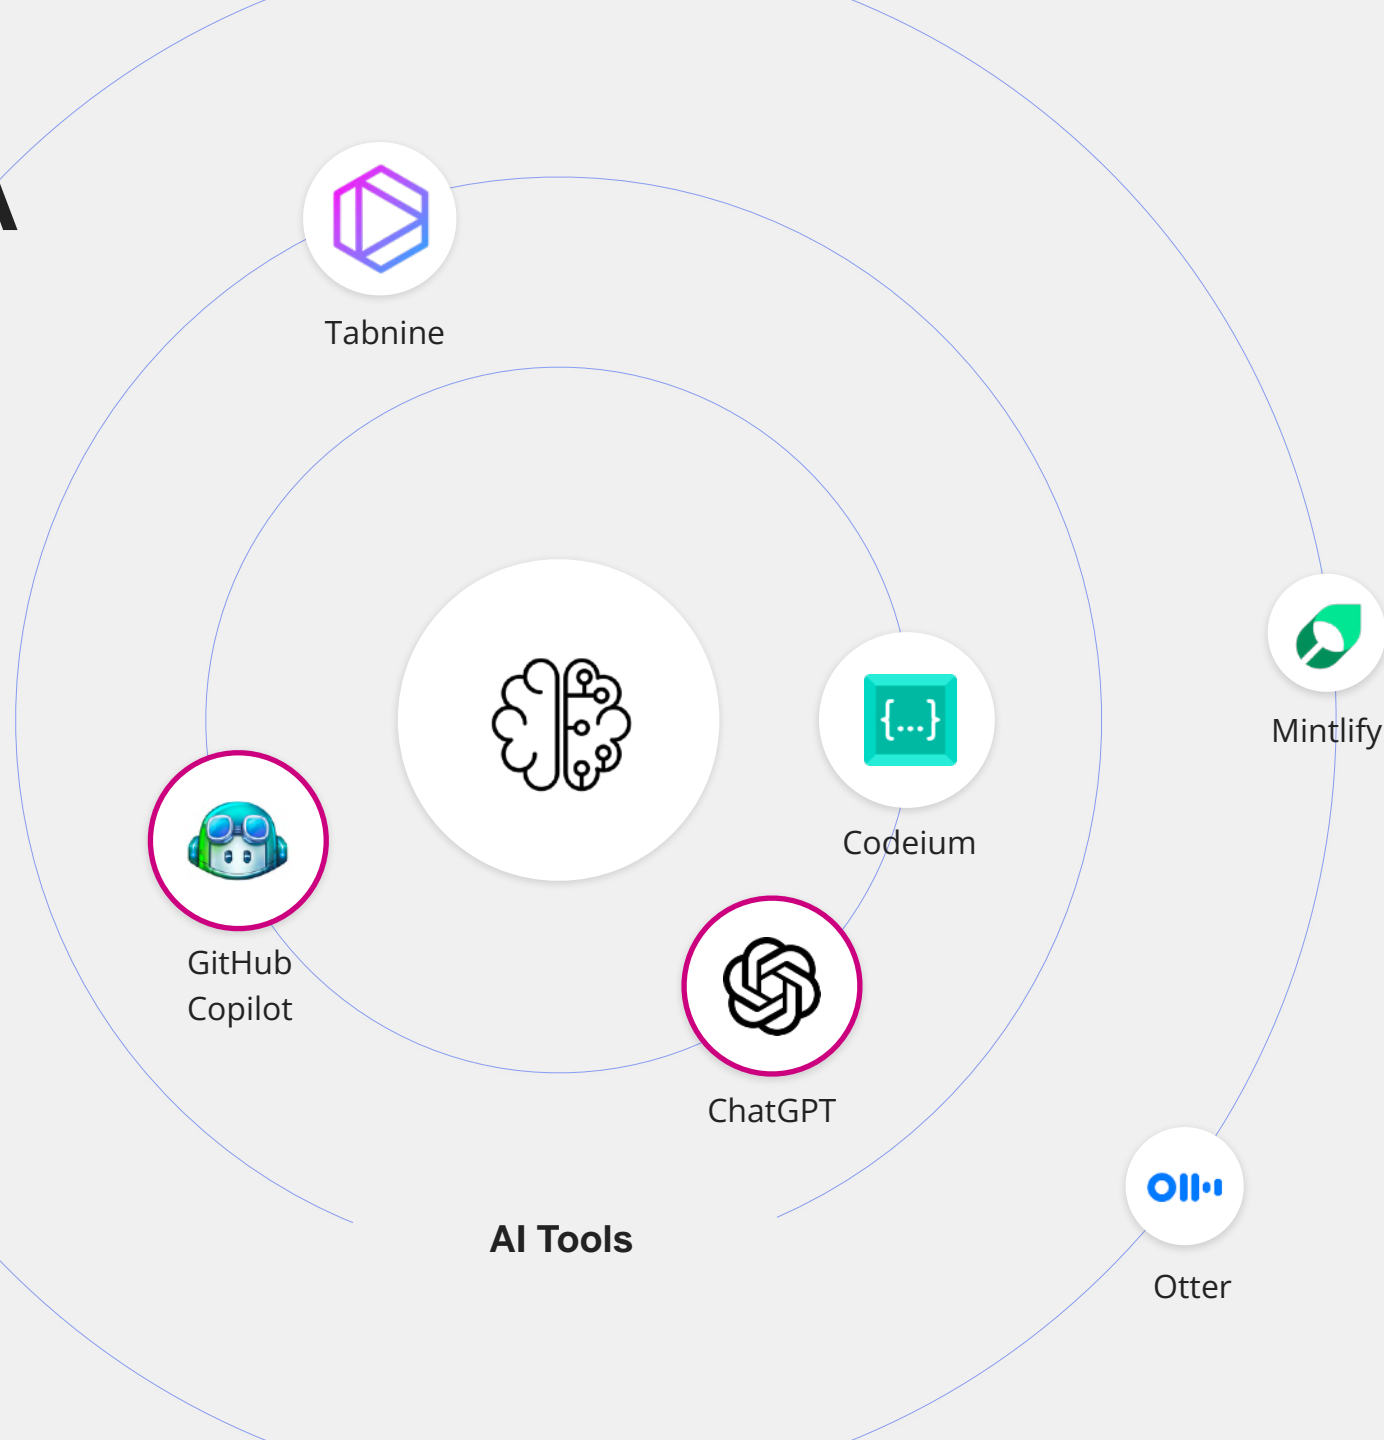 A
Tabnine
{...}
Mintlify
Codeium
GitHub
Copilot
ChatGPT
AI Tools
Otter